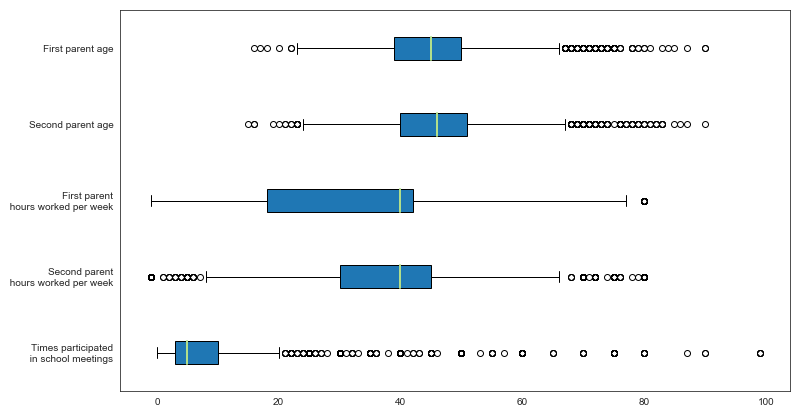 First parent age
Second parent age
First parent
hours worked per week
Second parent
hours worked per week
Times participated
in school meetings
0 20 40 60 80 100